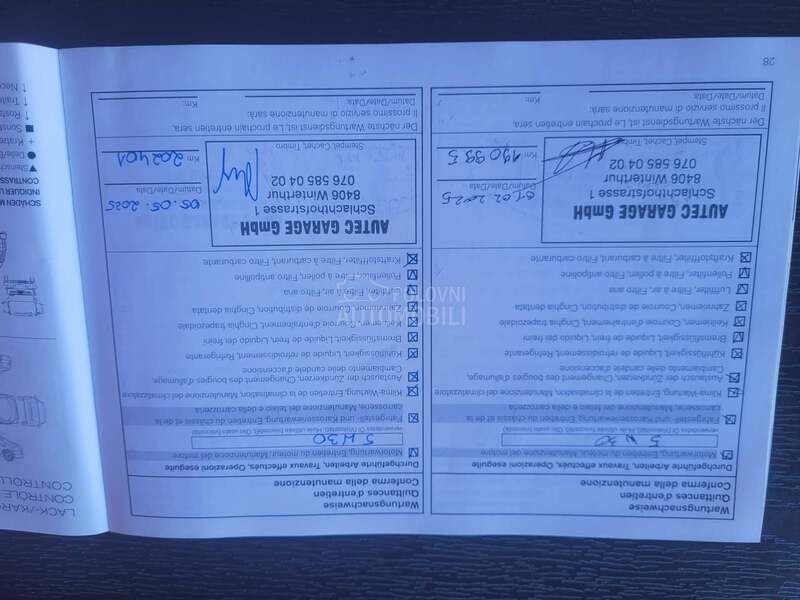 Wartungsnachweise
Quittances d'entretien
Conferma della manutenzione
Durchgeführte Arbeiten, Travaux effectués, Operazioni eseguite
Motorwartung, Entretien du moteur, Manutenzione del motore
5 W 30
Fahrgestell- und Karosseriewartung, Entretien du châssis et de la
carosserie, Manutenzione del telaio e della carrozzeria
Klima-Wartung, Entretien de la climatisation, Manutenzione del climatizzatore
Austausch der Zündkerzen, Changement des bougies d'allumage,
Cambiamento delle candele d'accensione
Kühlflüssigkeit, Liquide de refroidissement, Refrigerante
Bremsflüssigkeit, Liquide de frein, Liquido dei freni
Keilriemen, Courroie d'entraînement, Cinghia trapezoidale
Zahnriemen, Courroie de distribution, Cinghia dentata
Luftfilter, Filtre à air, Filtro aria
Pollenfilter, Filtre à pollen, Filtro antipolline
Kraftstofffilter, Filtre à carburant, Filtro carburante
AUTEC GARAGE GmbH
Schlachthofstrasse 1
8406 Winterthur
076 585 04 02
Stempel, Cachet, Timbro
01.02.2025
Datum/Date/Data
190 995
Km
Der nächste Wartungsdienst ist, Le prochain entretien sera,
Il prossimo servizio di manutenzione sarà:
Datum/Date/Data:
Km:
28
Wartungsnachweise
Quittances d'entretien
Conferma della manutenzione
Durchgeführte Arbeiten, Travaux effectués, Operazioni eseguite
Motorwartung, Entretien du moteur, Manutenzione del motore
5 W 30
Fahrgestell- und Karosseriewartung, Entretien du châssis et de la
carosserie, Manutenzione del telaio e della carrozzeria
Klima-Wartung, Entretien de la climatisation, Manutenzione del climatizzatore
Austausch der Zündkerzen, Changement des bougies d'allumage,
Cambiamento delle candele d'accensione
Kühlflüssigkeit, Liquide de refroidissement, Refrigerante
Bremsflüssigkeit, Liquide de frein, Liquido dei freni
Keilriemen, Courroie d'entraînement, Cinghia trapezoidale
Zahnriemen, Courroie de distribution, Cinghia dentata
Luftfilter, Filtre à air, Filtro aria
Pollenfilter, Filtre à pollen, Filtro antipolline
Kraftstofffilter, Filtre à carburant, Filtro carburante
AUTEC GARAGE GmbH
Schlachthofstrasse 1
8406 Winterthur
076 585 04 02
Stempel, Cachet, Timbro
05.05.2025
Datum/Date/Data
202401
Km
Der nächste Wartungsdienst ist, Le prochain entretien sera,
Il prossimo servizio di manutenzione sarà:
Datum/Date/Data:
Km:
POLOVNI
AUTOMOBILI